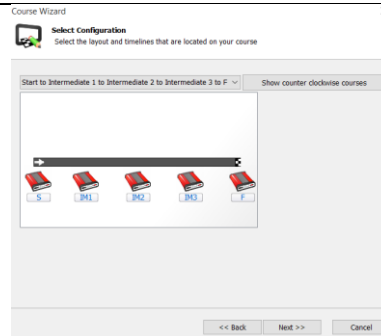 Course Wizard
Select Configuration
Select the layout and timelines that are located on your course
Start to Intermediate 1 to Intermediate 2 to Intermediate 3 to F
Show counter clockwise courses
S IM1 IM2 IM3 F
<< Back Next >> Cancel